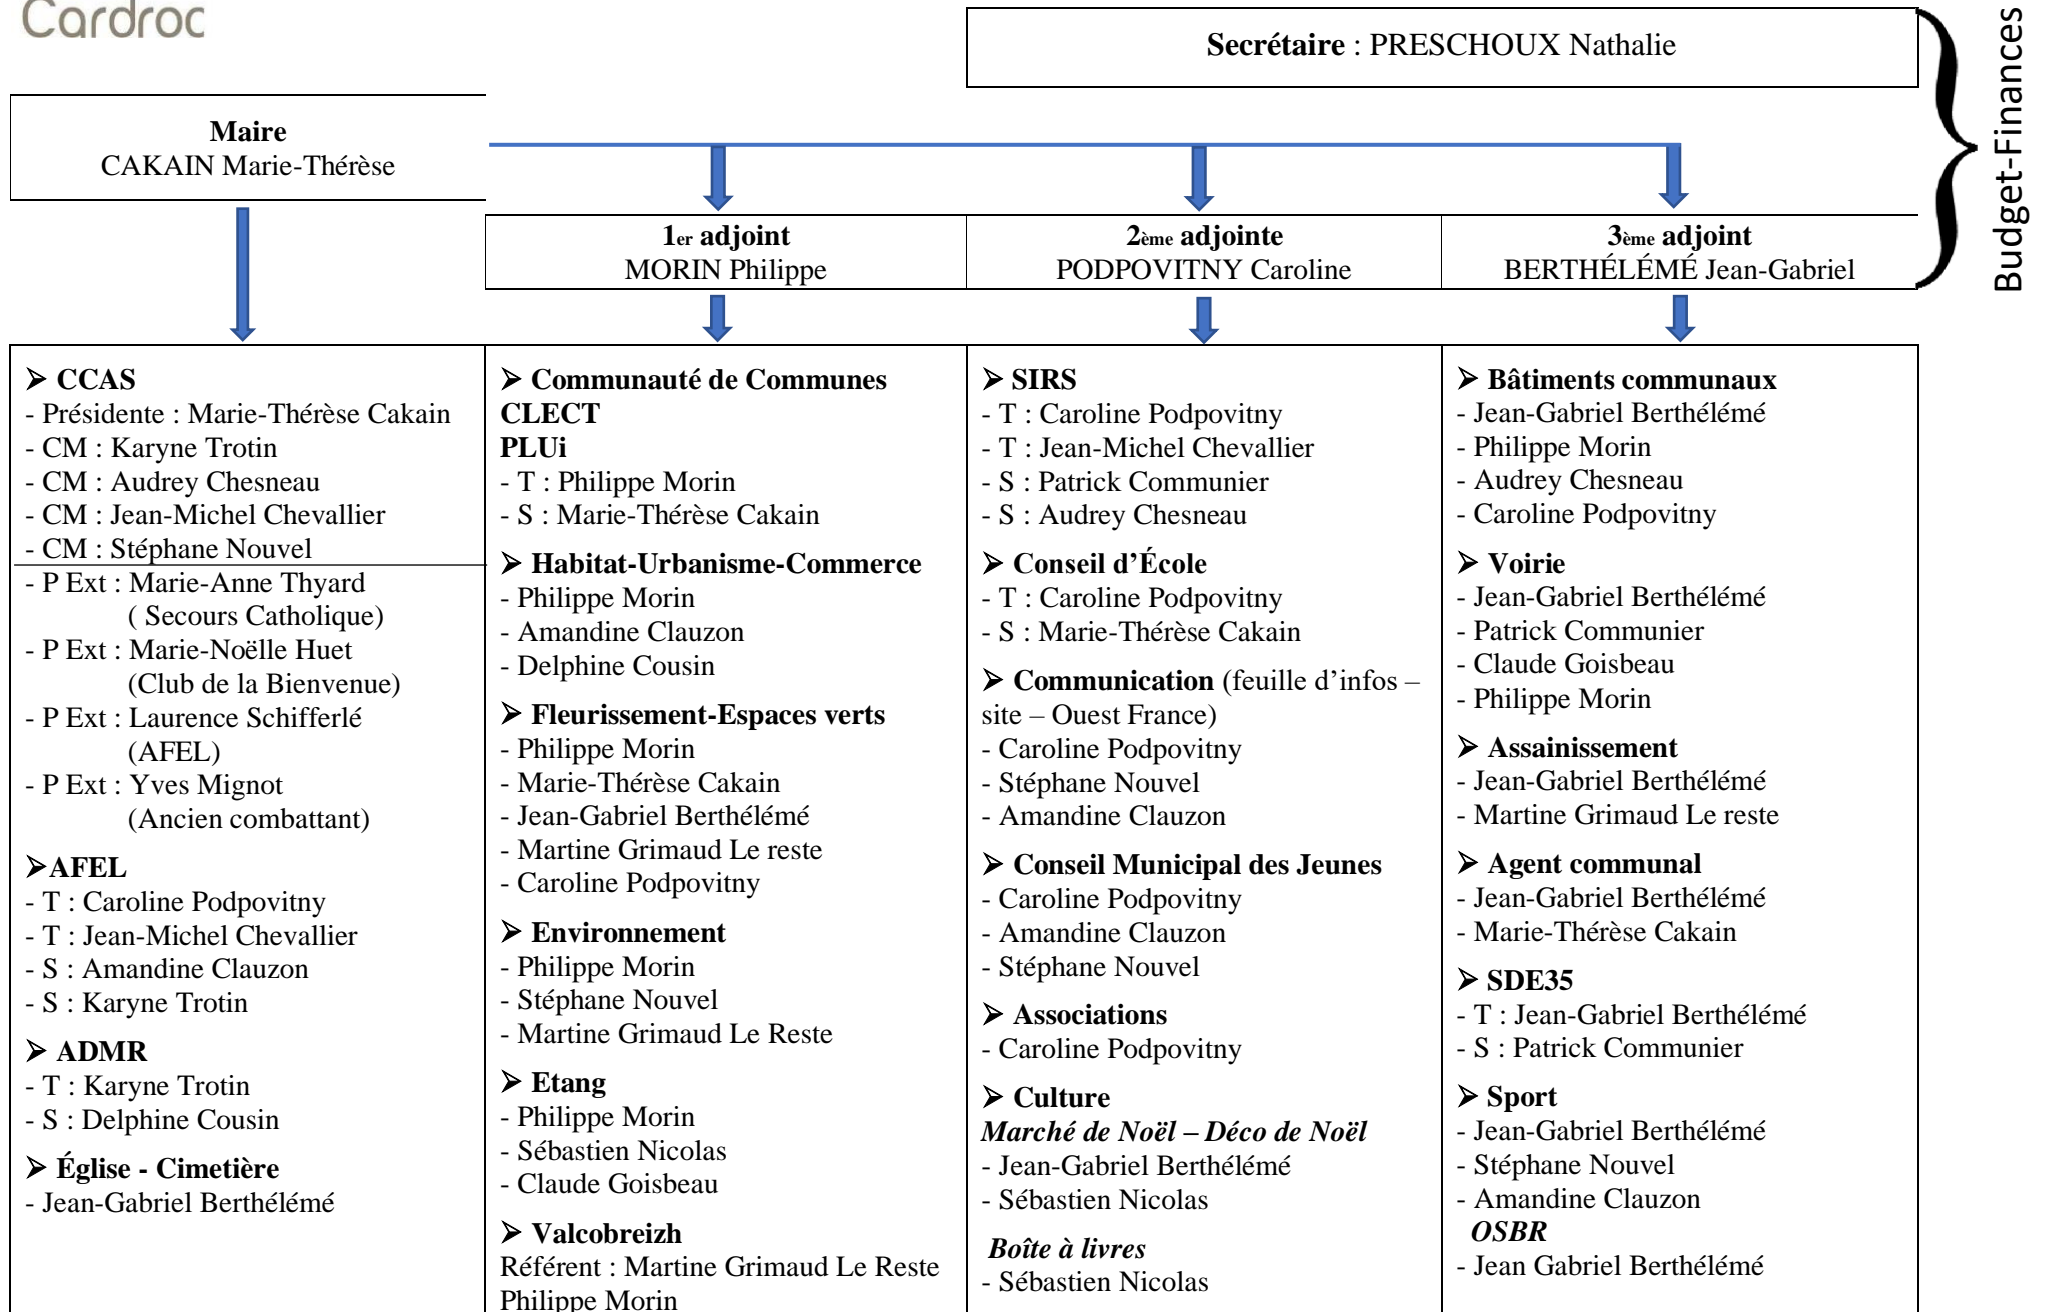 Cardroc
Secrétaire : PRESCHOUX Nathalie
Budget-Finances
Maire
CAKAIN Marie-Thérèse
1er adjoint
MORIN Philippe
2ème adjointe
PODPOVITNY Caroline
3ème adjoint
BERTHÉLÉMÉ Jean-Gabriel
➢ CCAS
- Présidente : Marie-Thérèse Cakain
- CM : Karyne Trotin
- CM : Audrey Chesneau
- CM : Jean-Michel Chevallier
- CM : Stéphane Nouvel
- P Ext : Marie-Anne Thyard
( Secours Catholique)
- P Ext : Marie-Noëlle Huet
(Club de la Bienvenue)
- P Ext : Laurence Schifferlé
(AFEL)
- P Ext : Yves Mignot
(Ancien combattant)
➢AFEL
- T : Caroline Podpovitny
- T : Jean-Michel Chevallier
- S : Amandine Clauzon
- S : Karyne Trotin
➢ ADMR
- T : Karyne Trotin
- S : Delphine Cousin
➢ Église - Cimetière
- Jean-Gabriel Berthélémé
➢ Communauté de Communes
CLECT
PLUi
- T : Philippe Morin
- S : Marie-Thérèse Cakain
➢ Habitat-Urbanisme-Commerce
- Philippe Morin
- Amandine Clauzon
- Delphine Cousin
➢ Fleurissement-Espaces verts
- Philippe Morin
- Marie-Thérèse Cakain
- Jean-Gabriel Berthélémé
- Martine Grimaud Le reste
- Caroline Podpovitny
➢ Environnement
- Philippe Morin
- Stéphane Nouvel
- Martine Grimaud Le Reste
➢ Etang
- Philippe Morin
- Sébastien Nicolas
- Claude Goisbeau
➢ Valcobreizh
Référent : Martine Grimaud Le Reste
Philippe Morin
➢ SIRS
- T : Caroline Podpovitny
- T : Jean-Michel Chevallier
- S : Patrick Communier
- S : Audrey Chesneau
➢ Conseil d’École
- T : Caroline Podpovitny
- S : Marie-Thérèse Cakain
➢ Communication (feuille d’infos –
site – Ouest France)
- Caroline Podpovitny
- Stéphane Nouvel
- Amandine Clauzon
➢ Conseil Municipal des Jeunes
- Caroline Podpovitny
- Amandine Clauzon
- Stéphane Nouvel
➢ Associations
- Caroline Podpovitny
➢ Culture
Marché de Noël – Déco de Noël
- Jean-Gabriel Berthélémé
- Sébastien Nicolas
Boîte à livres
- Sébastien Nicolas
➢ Bâtiments communaux
- Jean-Gabriel Berthélémé
- Philippe Morin
- Audrey Chesneau
- Caroline Podpovitny
➢ Voirie
- Jean-Gabriel Berthélémé
- Patrick Communier
- Claude Goisbeau
- Philippe Morin
➢ Assainissement
- Jean-Gabriel Berthélémé
- Martine Grimaud Le reste
➢ Agent communal
- Jean-Gabriel Berthélémé
- Marie-Thérèse Cakain
➢ SDE35
- T : Jean-Gabriel Berthélémé
- S : Patrick Communier
➢ Sport
- Jean-Gabriel Berthélémé
- Stéphane Nouvel
- Amandine Clauzon
OSBR
- Jean Gabriel Berthélémé